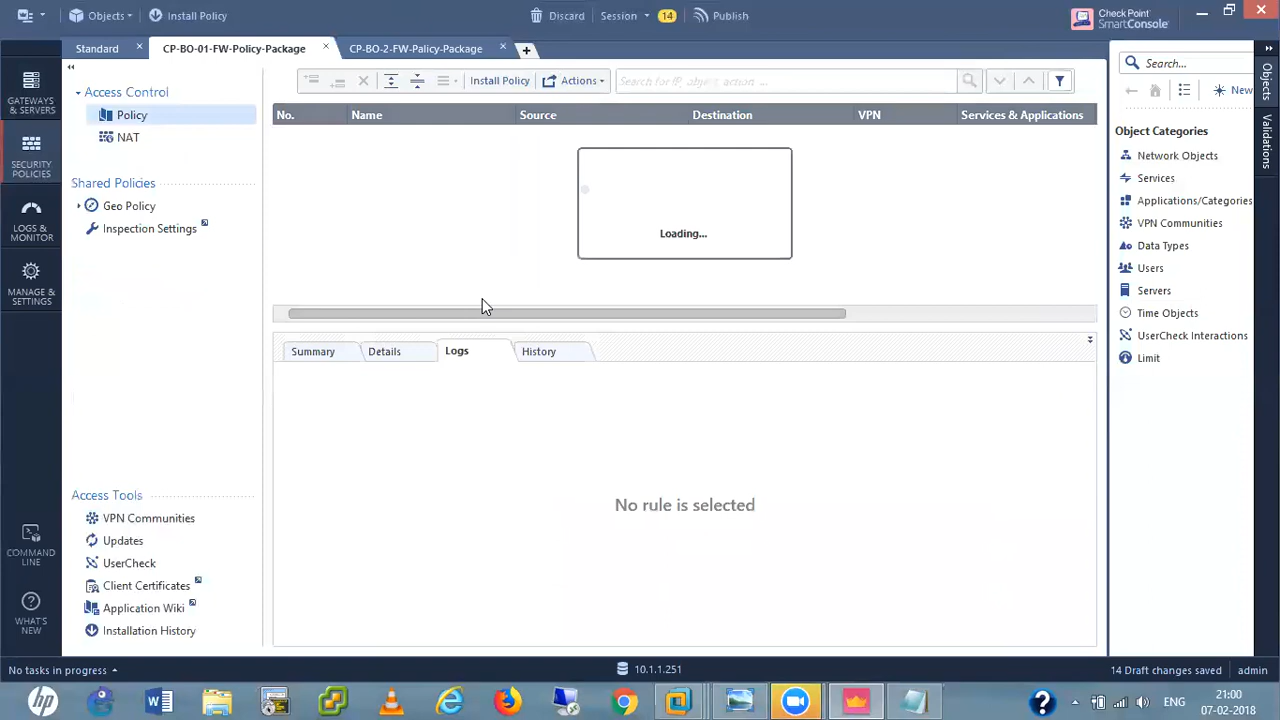 Objects
Install Policy
Discard
Session
14
Publish
Check Point
SmartConsole
Standard
CP-BO-01-FW-Policy-Package
CP-BO-2-FW-Policy-Package
GATEWAYS
& SERVERS
SECURITY
POLICIES
LOGS &
MONITOR
MANAGE &
SETTINGS
COMMAND
LINE
WHAT'S
NEW
Access Control
Policy
NAT
Shared Policies
Geo Policy
Inspection Settings
Access Tools
VPN Communities
Updates
UserCheck
Client Certificates
Application Wiki
Installation History
Install Policy
Actions
Search for IP, object, action ...
No.
Name
Source
Destination
VPN
Services & Applications
Loading...
Summary
Details
Logs
History
No rule is selected
Search...
New
Object Categories
Network Objects
Services
Applications/Categories
VPN Communities
Data Types
Users
Servers
Time Objects
UserCheck Interactions
Limit
Objects
Validations
No tasks in progress
10.1.1.251
14 Draft changes saved
admin
ENG
21:00
07-02-2018